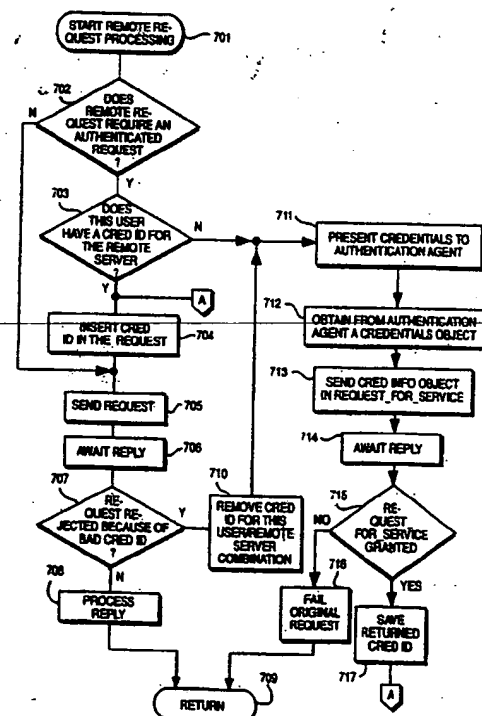 START REMOTE RE-
QUEST PROCESSING
701
702
DOES
REMOTE RE-
QUEST REQUIRE AN
AUTHENTICATED
REQUEST
?
N
Y
703
DOES
THIS USER
HAVE A CRED ID FOR
THE REMOTE
SERVER
?
N
Y
A
INSERT CRED
ID IN THE REQUEST
704
SEND REQUEST
705
AWAIT REPLY
706
707
RE-
QUEST RE-
JECTED BECAUSE OF
BAD CRED ID
?
Y
N
708
PROCESS
REPLY
710
REMOVE CRED
ID FOR THIS
USER/REMOTE
SERVER
COMBINATION
711
PRESENT CREDENTIALS TO
AUTHENTICATION AGENT
712
OBTAIN FROM AUTHENTICATION
AGENT A CREDENTIALS OBJECT
713
SEND CRED INFO OBJECT
IN REQUEST_FOR_SERVICE
714
AWAIT REPLY
715
RE-
QUEST
FOR_SERVICE
GRANTED
NO
YES
716
FAIL
ORIGINAL
REQUEST
SAVE
RETURNED
CRED ID
717
A
RETURN
709